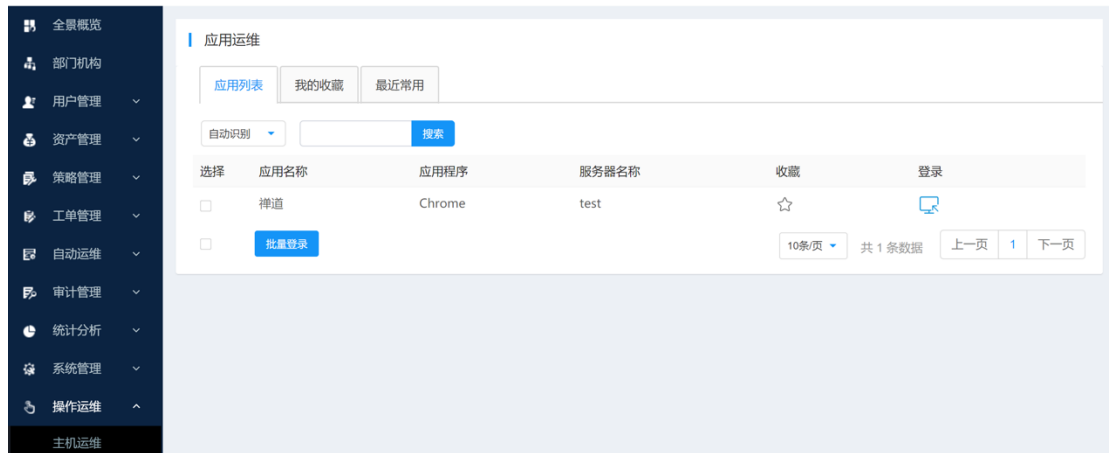 全景概览
部门机构
用户管理
资产管理
策略管理
工单管理
自动运维
审计管理
统计分析
系统管理
操作运维
主机运维
应用运维
应用列表 我的收藏 最近常用
自动识别 搜索
选择 应用名称 应用程序 服务器名称 收藏 登录
禅道 Chrome test
批量登录 10条/页 共 1 条数据 上一页 1 下一页